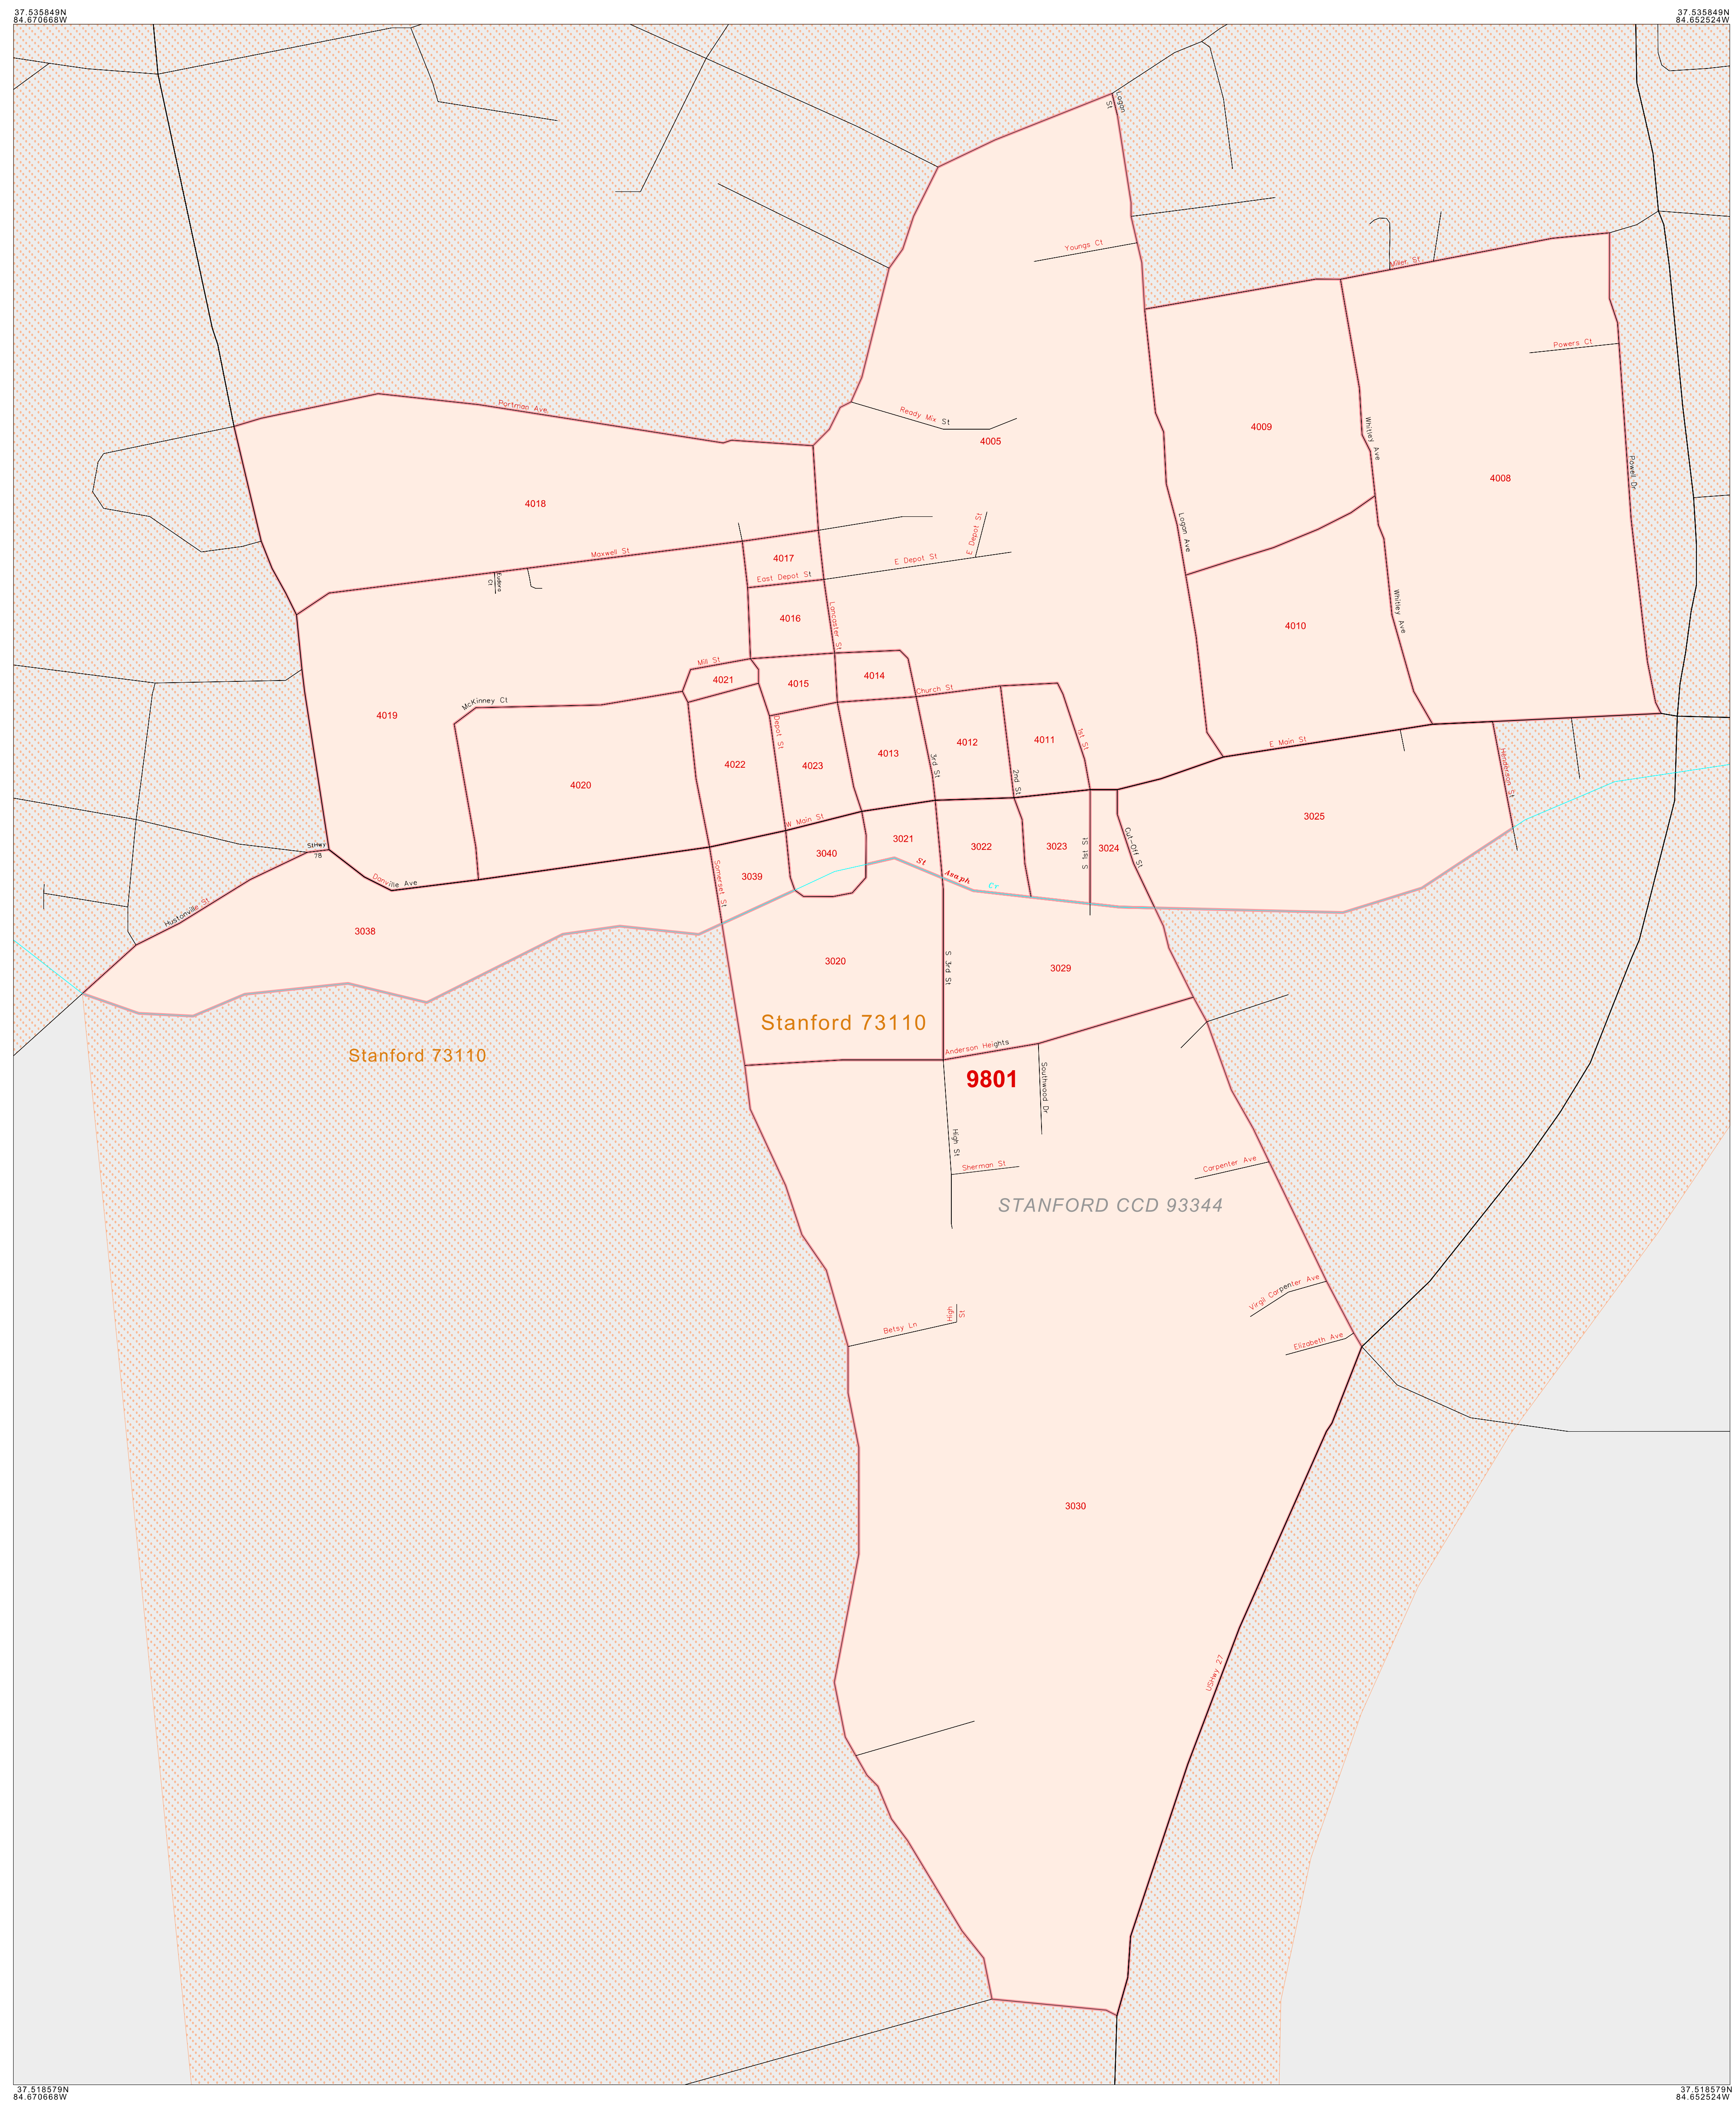 37.535849N
84.670668W
37.535849N
84.652524W
Logan
St
Youngs Ct
Miller St
Powers Ct
Portman Ave
Ready Mix St
4005
4009
Whitley Ave
4008
Powell Dr
4018
Logan Ave
Maxwell St
4017
E Depot St
E Depot St
East Depot St
Ct
4016
Lancaster St
4010
Whitley Ave
Mill St
4021
4015
4014
Church St
McKinney Ct
4019
Depot St
1st St
4012
4011
E Main St
4013
3rd St
4022
4023
2nd St
Henderson St
4020
W Main St
3025
3021
StHwy
78
3040
3022
3023
S 1st St
3024
Cut-Off St
St
Asaph
Cr
3039
Somerset St
Danville Ave
Hustonville St
3038
3020
S 3rd St
3029
Stanford 73110
Stanford 73110
Anderson Heights
9801
Southwood Dr
High St
Sherman St
Carpenter Ave
STANFORD CCD 93344
Virgil Carpenter Ave
High
St
Betsy Ln
Elizabeth Ave
3030
USHwy 27
37.518579N
84.670668W
37.518579N
84.652524W